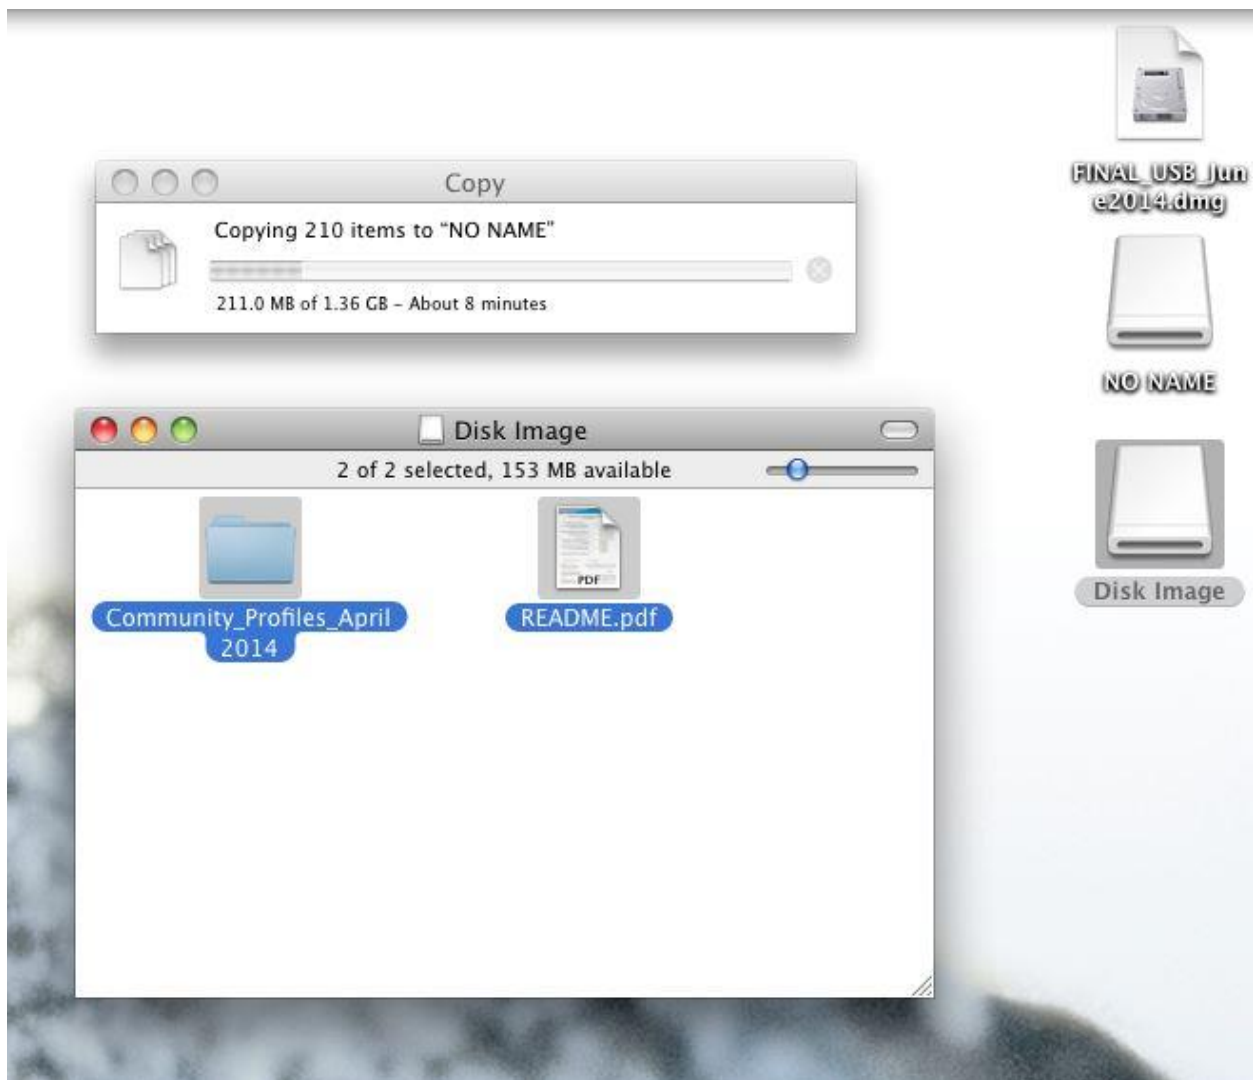 FINAL_USB_Jun
e2014.dmg
Copy
Copying 210 items to “NO NAME”
211.0 MB of 1.36 GB – About 8 minutes
NO NAME
Disk Image
2 of 2 selected, 153 MB available
PDF
Community_Profiles_April
2014
README.pdf
Disk Image